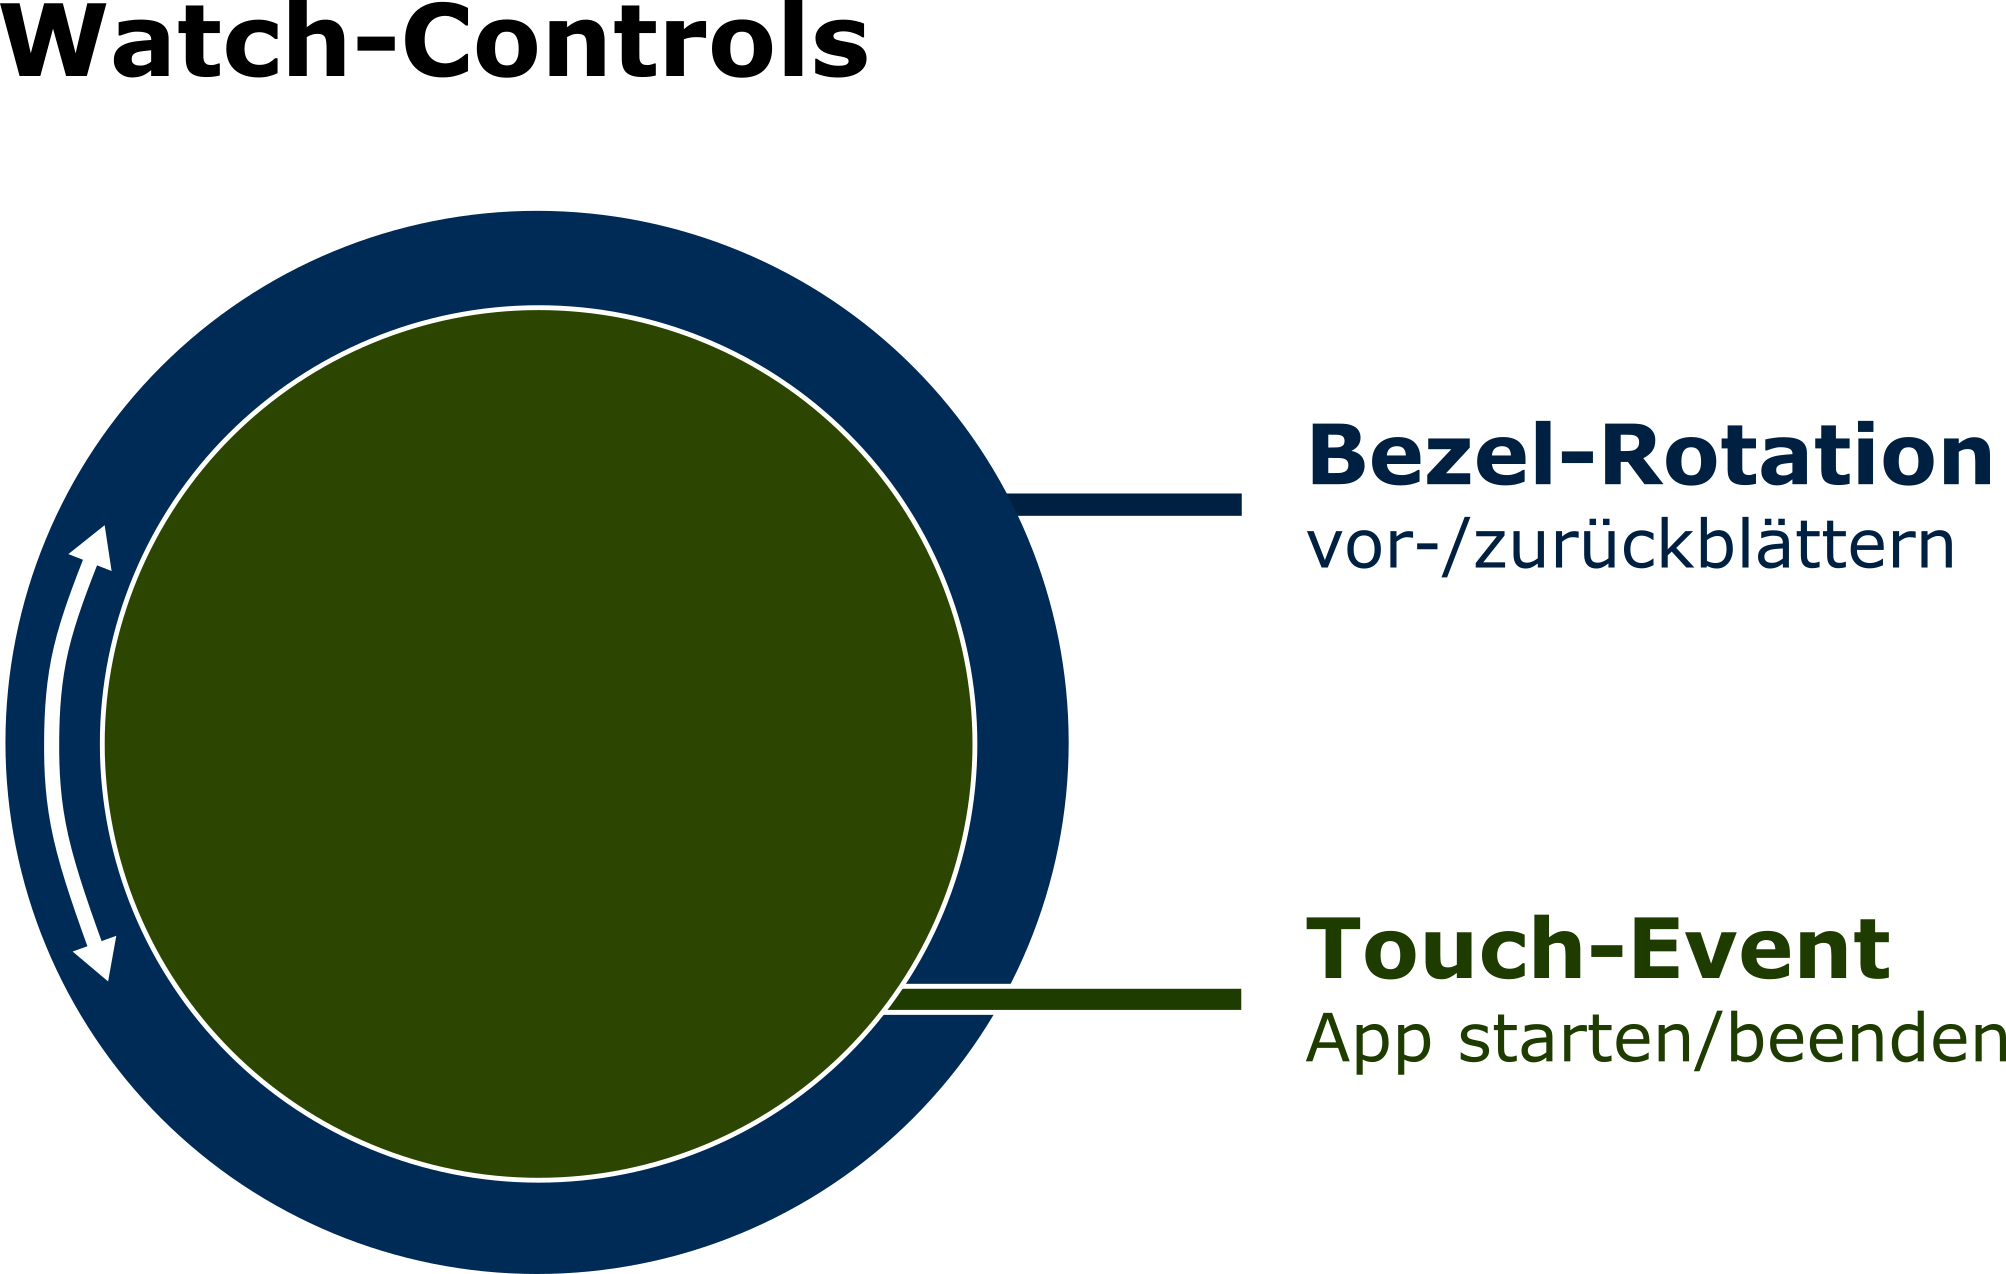 Watch-Controls
Bezel-Rotation
vor-/zurückblättern
Touch-Event
App starten/beenden